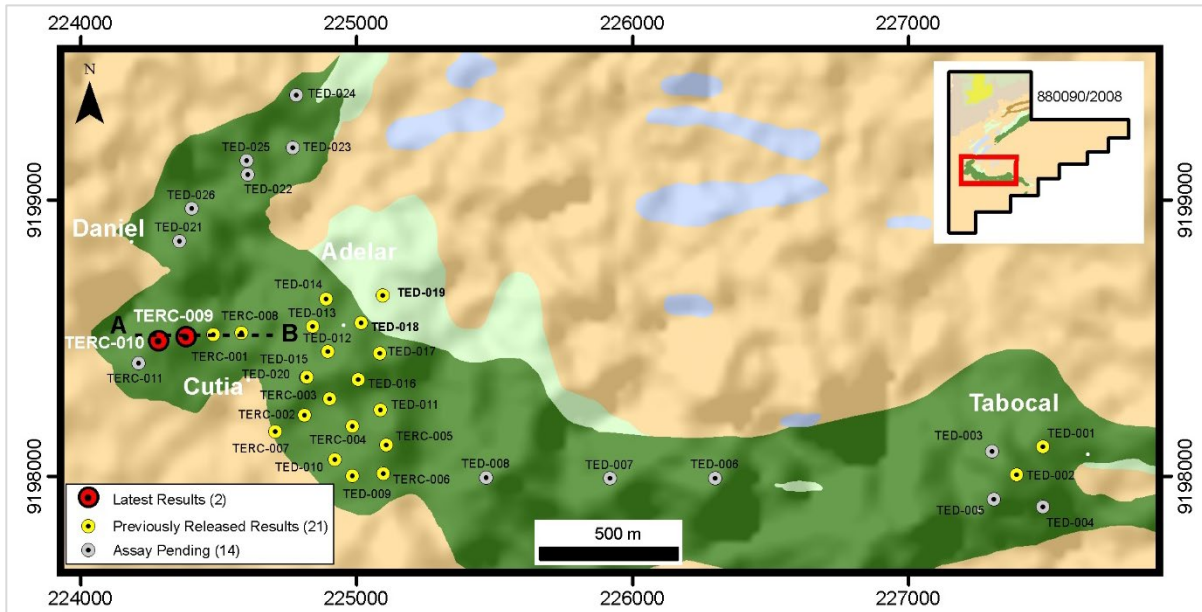 224000
225000
226000
227000
N
TED-024
880090/2008
TED-025
TED-023
TED-022
9199000
9199000
TED-026
Daniel
TED-021
Adelar
TED-014
TED-019
TERC-009
TERC-008
TED-013
TED-018
A
B
TERC-010
TED-012
TERC-001
TED-015
TED-017
TERC-011
TED-020
Cutia
TED-016
TERC-003
TED-011
TERC-002
Tabocal
TERC-007
TERC-004
TERC-005
TED-003
TED-001
TED-010
TED-008
TED-007
TED-006
TED-002
9198000
9198000
TERC-006
TED-009
TED-005
TED-004
Latest Results (2)
Previously Released Results (21)
Assay Pending (14)
500 m
224000
225000
226000
227000